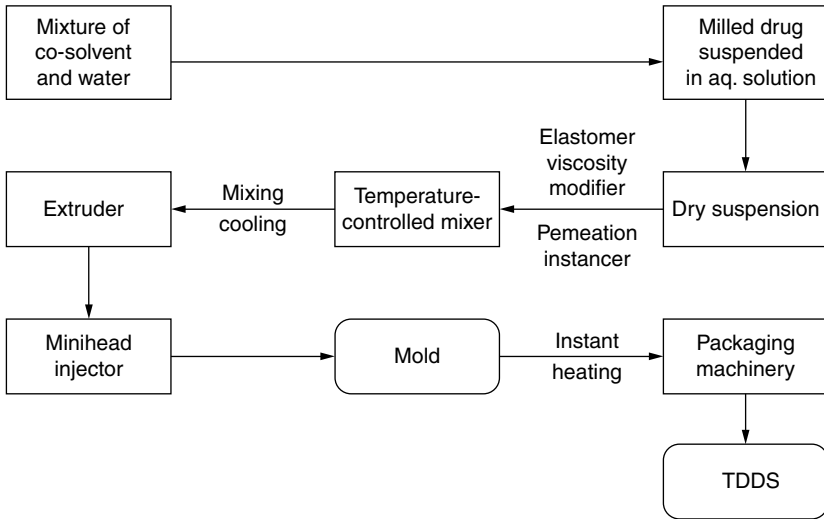 Mixture of
co-solvent
and water
Milled drug
suspended
in aq. solution
Elastomer
viscosity
modifier
Extruder
Mixing
cooling
Temperature-
controlled mixer
Pemeation
instancer
Dry suspension
Minihead
injector
Mold
Instant
heating
Packaging
machinery
TDDS